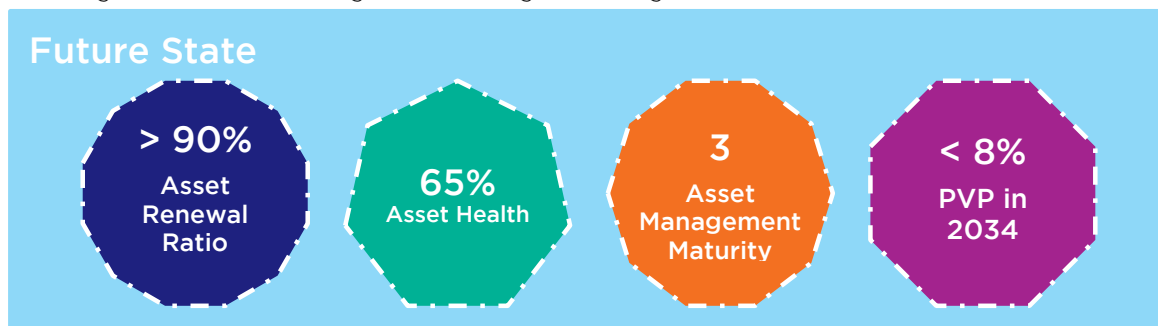 Future State
> 90%
Asset
Renewal
Ratio
65%
Asset Health
3
Asset
Management
Maturity
< 8%
PVP in
2034